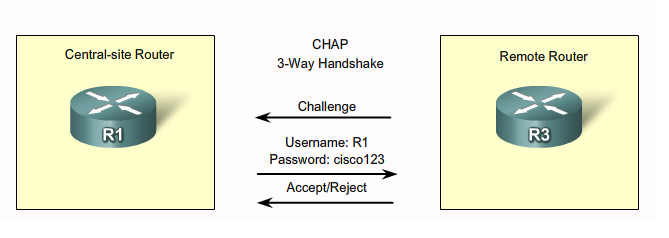 Central-site Router
CHAP
3-Way Handshake
Remote Router
Challenge
R1
R3
Username: R1
Password: cisco123
Accept/Reject